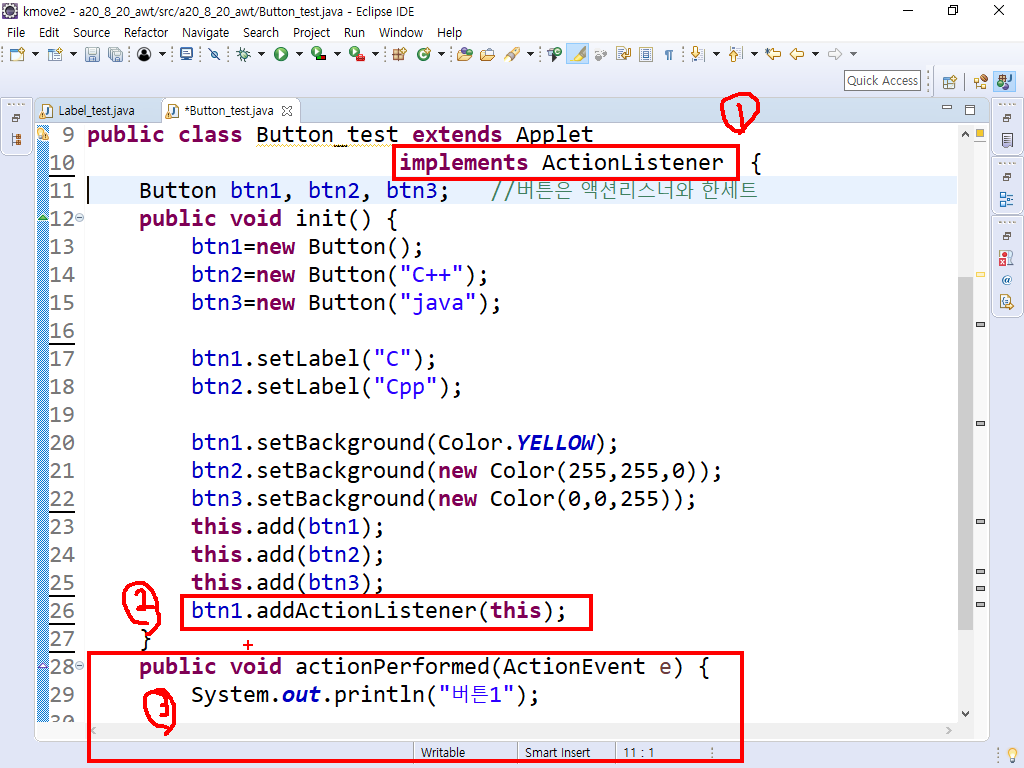 kmove2 - a20_8_20_awt/src/a20_8_20_awt/Button_test.java - Eclipse IDE
File Edit Source Refactor Navigate Search Project Run Window Help
Quick Access
Label_test.java *Button_test.java
①
9 public class Button_test extends Applet
10 implements ActionListener {
11 Button btn1, btn2, btn3; //버튼은 액션리스너와 한세트
12 public void init() {
13 btn1=new Button();
14 btn2=new Button("C++");
15 btn3=new Button("java");
16
17 btn1.setLabel("C");
18 btn2.setLabel("Cpp");
19
20 btn1.setBackground(Color.YELLOW);
21 btn2.setBackground(new Color(255,255,0));
22 btn3.setBackground(new Color(0,0,255));
23 this.add(btn1);
24 this.add(btn2);
25 this.add(btn3);
② 26 btn1.addActionListener(this);
27 }
28 public void actionPerformed(ActionEvent e) {
③ 29 System.out.println("버튼1");
30
Writable Smart Insert 11 : 1